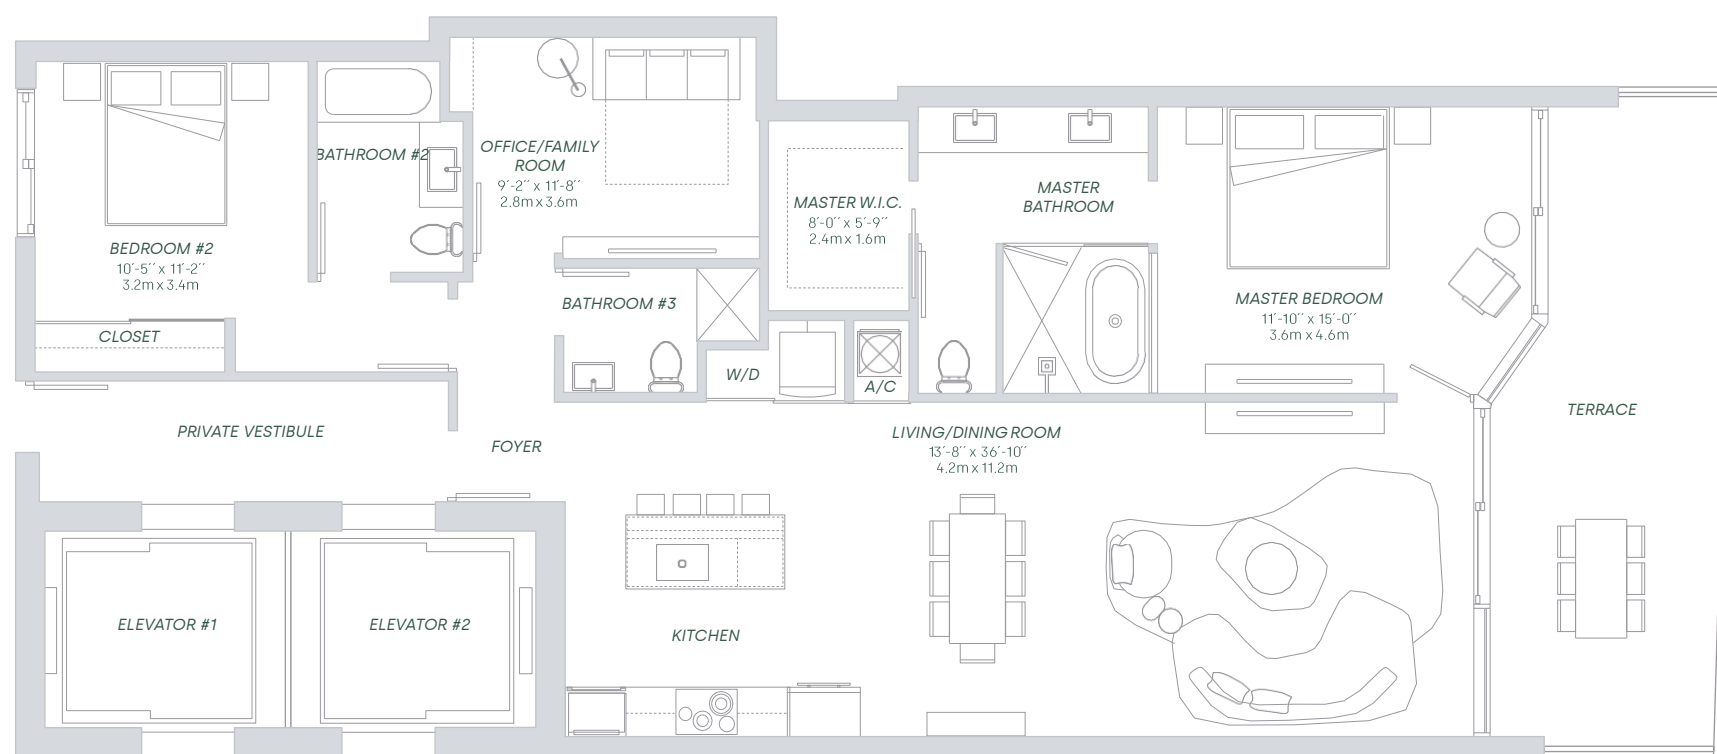 BATHROOM #2
OFFICE/FAMILY
ROOM
9´-2´´ x 11´-8´´
2.8m x 3.6m
MASTER W.I.C.
8´-0´´ x 5´-9´´
2.4m x 1.6m
MASTER
BATHROOM
BEDROOM #2
10´-5´´ x 11´-2´´
3.2m x 3.4m
BATHROOM #3
MASTER BEDROOM
11´-10´´ x 15´-0´´
3.6m x 4.6m
CLOSET
W/D
A/C
TERRACE
PRIVATE VESTIBULE
FOYER
LIVING/DINING ROOM
13´-8´´ x 36´-10´´
4.2m x 11.2m
ELEVATOR #1
ELEVATOR #2
KITCHEN